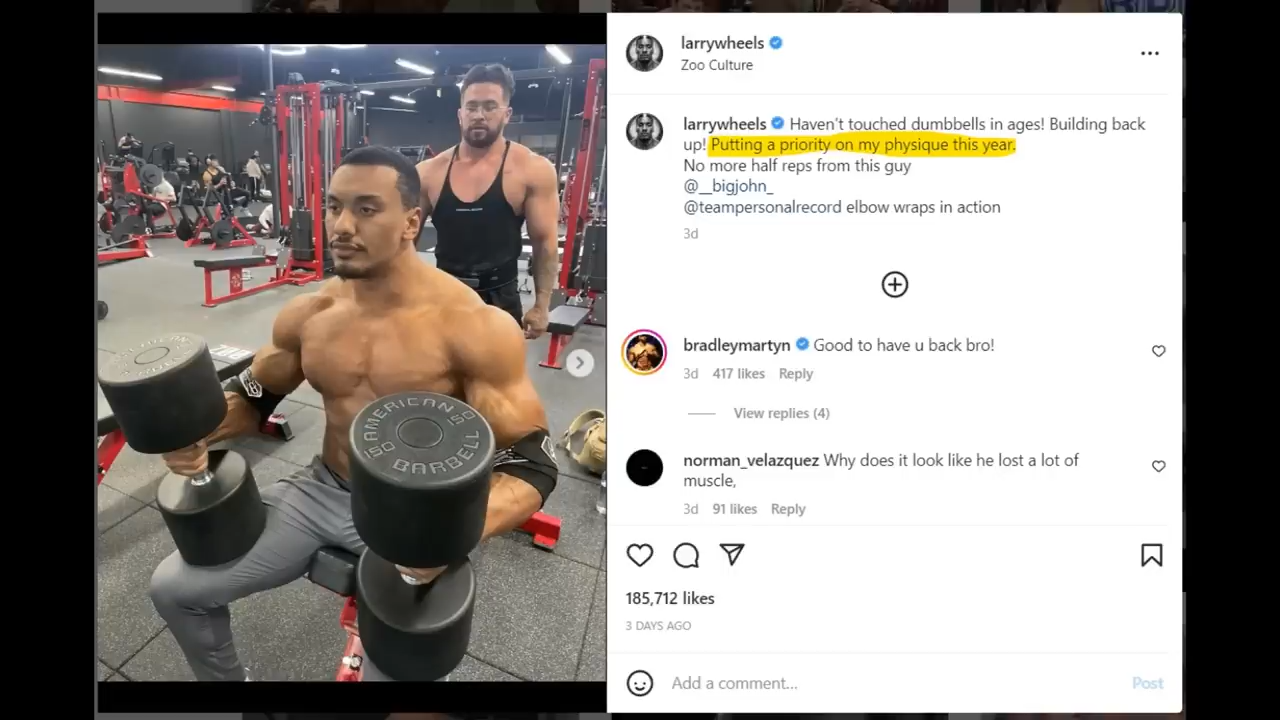 larrywheels
Zoo Culture
larrywheels Haven't touched dumbbells in ages! Building back
up! Putting a priority on my physique this year.
No more half reps from this guy
@__bigjohn_
@teampersonalrecord elbow wraps in action
3d
bradleymartyn Good to have u back bro!
3d 417 likes Reply
View replies (4)
norman_velazquez Why does it look like he lost a lot of
muscle,
3d 91 likes Reply
185,712 likes
3 DAYS AGO
Add a comment... Post
AMERICAN
150 150
BARBELL